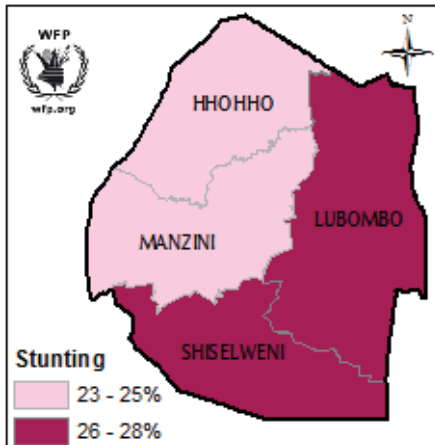 WFP
wfp.org
N
HHOHHO
LUBOMBO
MANZINI
SHISELWENI
Stunting
23 - 25%
26 - 28%